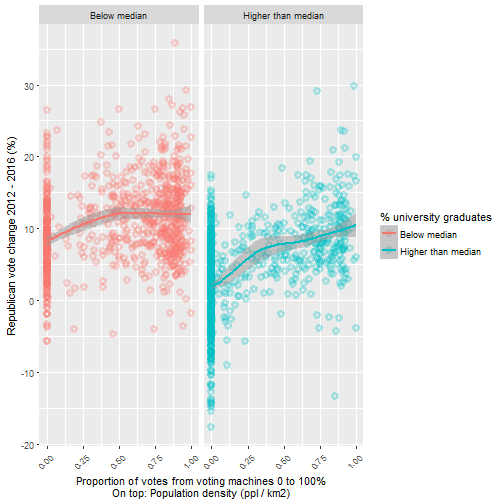 Below median
Higher than median
Republican vote change 2012 - 2016 (%)
30
20
10
0
-10
-20
0.00
0.25
0.50
0.75
1.00
0.00
0.25
0.50
0.75
1.00
Proportion of votes from voting machines 0 to 100%
On top: Population density (ppl / km2)
% university graduates
Below median
Higher than median